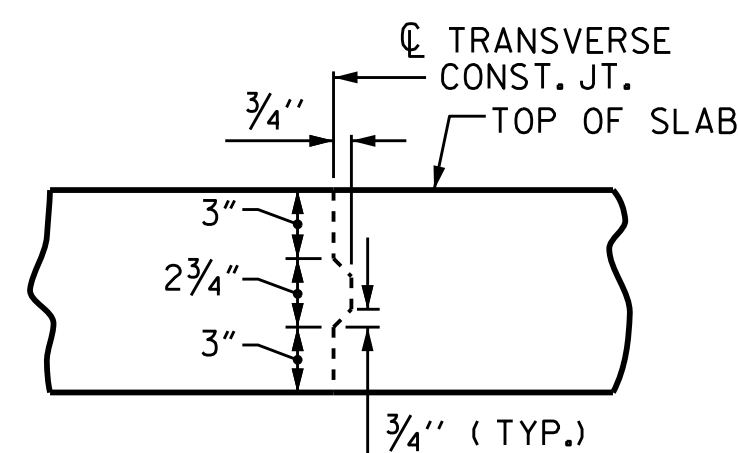 ℄ TRANSVERSE
CONST. JT.
3/4"
TOP OF SLAB
3"
2 3/4"
3"
3/4" (TYP.)